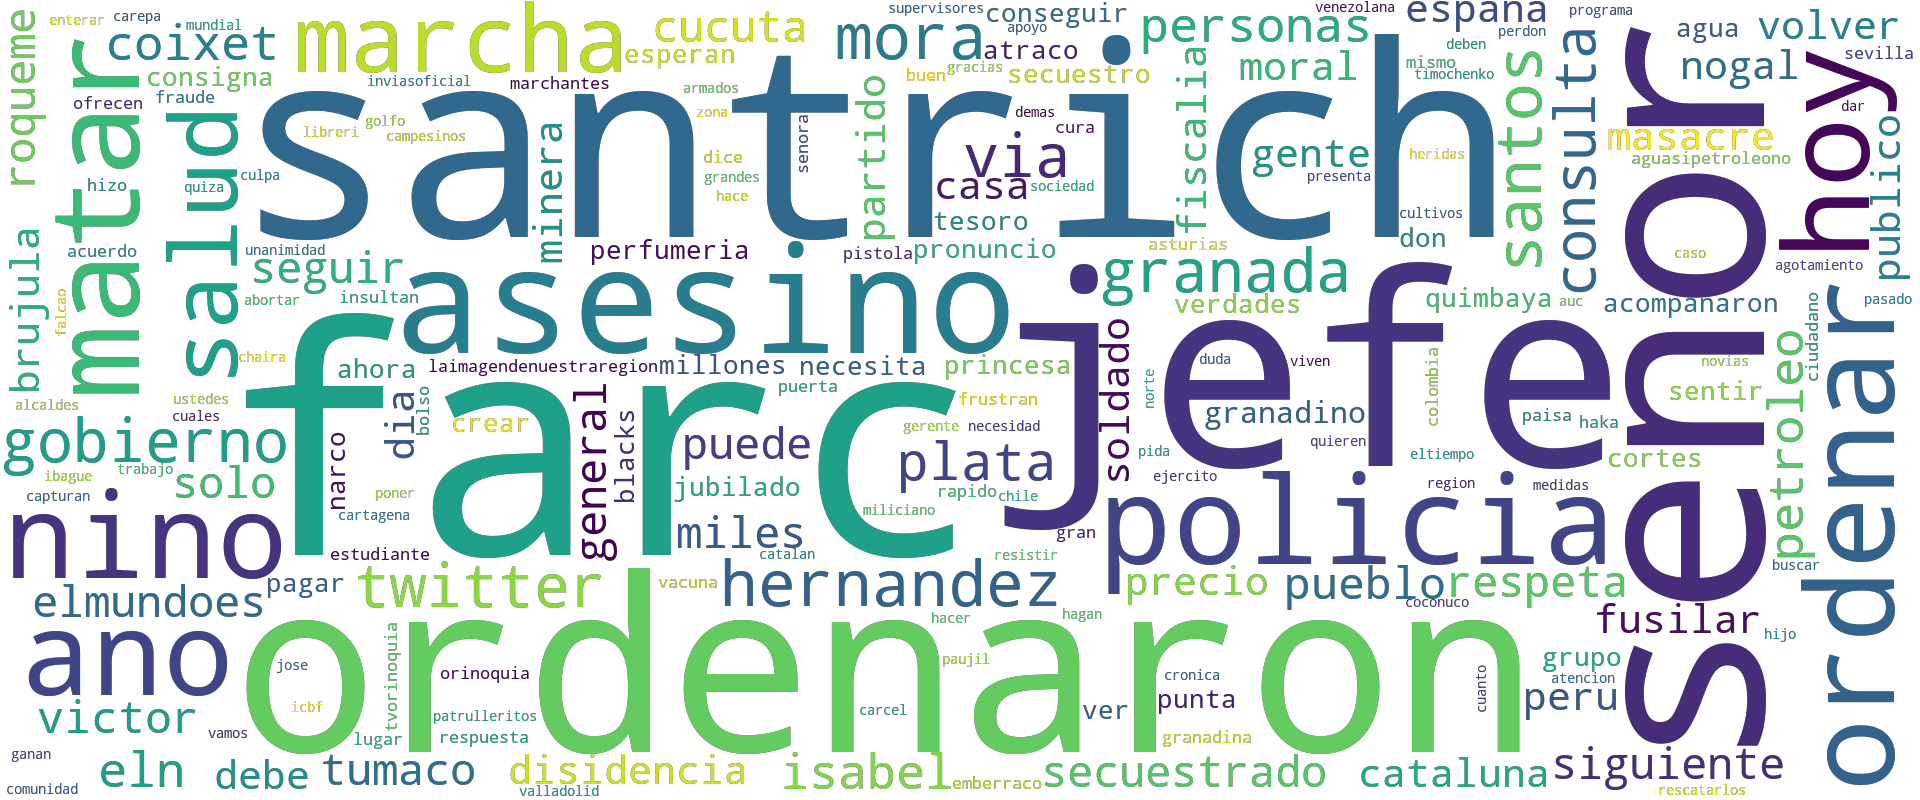 santrich
farc
jefe
senor
ordenaron
asesino
policia
ordenar
matar
salud
hoy
nino
ano
marcha
hernandez
gobierno
twitter
granada
santos
consulta
mora
via
plata
personas
general
coixet
cucuta
roqueme
enterar
carepa
mundial
consigna
ofrecen
fraude
hizo
quiza
culpa
acuerdo
brujula
falcao
alcaldes
ustedes
cuales
chaira
unanimidad
abortar
seguir
insultan
esperan
inviasoficial
marchantes
libreri
golfo
campesinos
minera
perfumeria
supervisores
conseguir
apoyo
atraco
buen
gracias
secuestro
armados
zona
dice
grandes
hace
senora
partido
demas
cura
casa
sociedad
tesoro
pronuncio
pistola
venezolana
espana
programa
perdon
deben
mismo
timochenko
moral
fiscalia
gente
presenta
heridas
cultivos
don
asturias
verdades
quimbaya
auc
agua
volver
nogal
sevilla
dar
masacre
aguasipetroleono
publico
caso
agotamiento
acompanaron
pasado
ciudadano
petroleo
novias
sentir
cortes
ahora
laimagendenuestraregion
millones
necesita
princesa
puerta
bolso
dia
crear
narco
blacks
puede
frustran
gerente
necesidad
soldado
duda
viven
norte
granadino
colombia
paisa
haka
quieren
eltiempo
pida
ejercito
region
medidas
ibague
trabajo
capturan
solo
poner
cartagena
estudiante
jubilado
miles
rapido
chile
miliciano
gran
catalan
resistir
vacuna
pagar
elmundoes
precio
pueblo
respeta
coconuco
buscar
fusilar
hijo
hacer
hagan
paujil
victor
jose
icbf
tvorinoquia
orinoquia
patrulleritos
lugar
respuesta
vamos
carcel
ver
cronica
punta
granadina
cuanto
grupo
atencion
peru
siguiente
ganan
comunidad
eln
debe
tumaco
disidencia
valladolid
isabel
emberraco
secuestrado
cataluna
rescatarlos